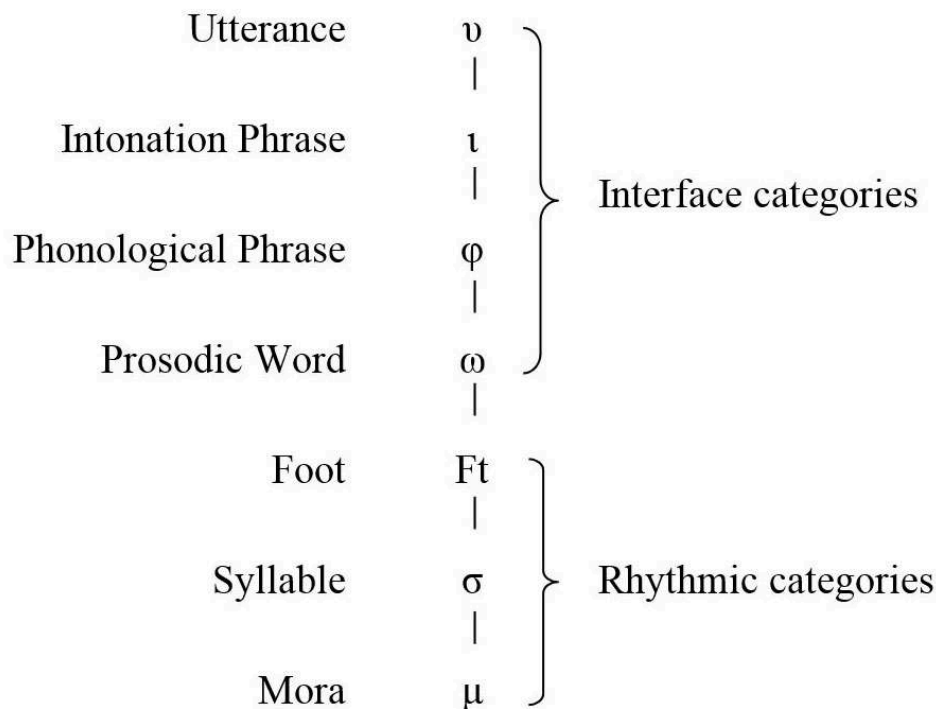 Utterance υ
Intonation Phrase ι
Interface categories
Phonological Phrase φ
Prosodic Word ω
Foot Ft
Syllable σ Rhythmic categories
Mora μ